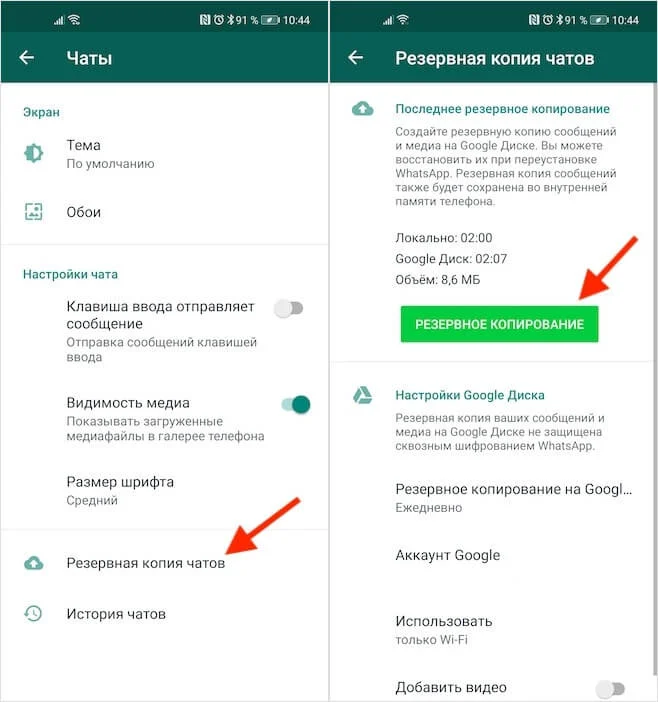 91 % 10:44
Чаты
Экран
Тема
По умолчанию
Обои
Настройки чата
Клавиша ввода отправляет
сообщение
Отправка сообщений клавишей
ввода
Видимость медиа
Показывать загруженные
медиафайлы в галерее телефона
Размер шрифта
Средний
Резервная копия чатов
История чатов
91 % 10:44
Резервная копия чатов
Последнее резервное копирование
Создайте резервную копию сообщений
и медиа на Google Диске. Вы можете
восстановить их при переустановке
WhatsApp. Резервная копия сообщений
также будет сохранена во внутренней
памяти телефона.
Локально: 02:00
Google Диск: 02:07
Объём: 8,6 МБ
РЕЗЕРВНОЕ КОПИРОВАНИЕ
Настройки Google Диска
Резервная копия ваших сообщений и
медиа на Google Диске не защищена
сквозным шифрованием WhatsApp.
Резервное копирование на Googl...
Ежедневно
Аккаунт Google
Использовать
только Wi-Fi
Добавить видео